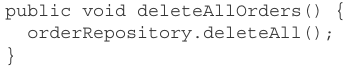 public void deleteAllOrders() {
  orderRepository.deleteAll();
}